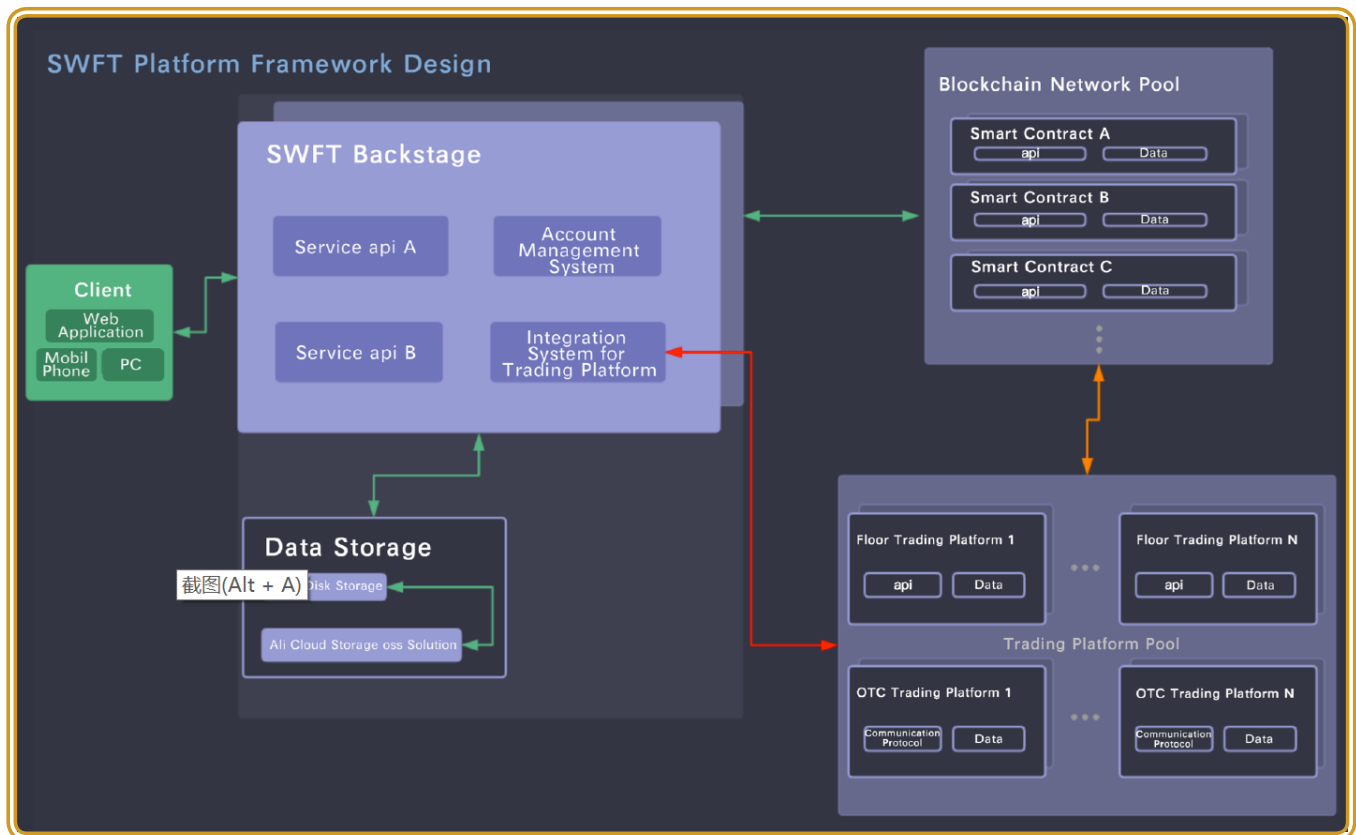 SWFT Platform Framework Design
SWFT Backstage
Service api A
Account
Management
System
Service api B
Integration
System for
Trading Platform
Client
Web
Application
Mobil
Phone
PC
Data Storage
截图(Alt + A)
Disk Storage
Ali Cloud Storage oss Solution
Blockchain Network Pool
Smart Contract A
api
Data
Smart Contract B
api
Data
Smart Contract C
api
Data
Floor Trading Platform 1
api
Data
Floor Trading Platform N
api
Data
Trading Platform Pool
OTC Trading Platform 1
Communication
Protocol
Data
OTC Trading Platform N
Communication
Protocol
Data